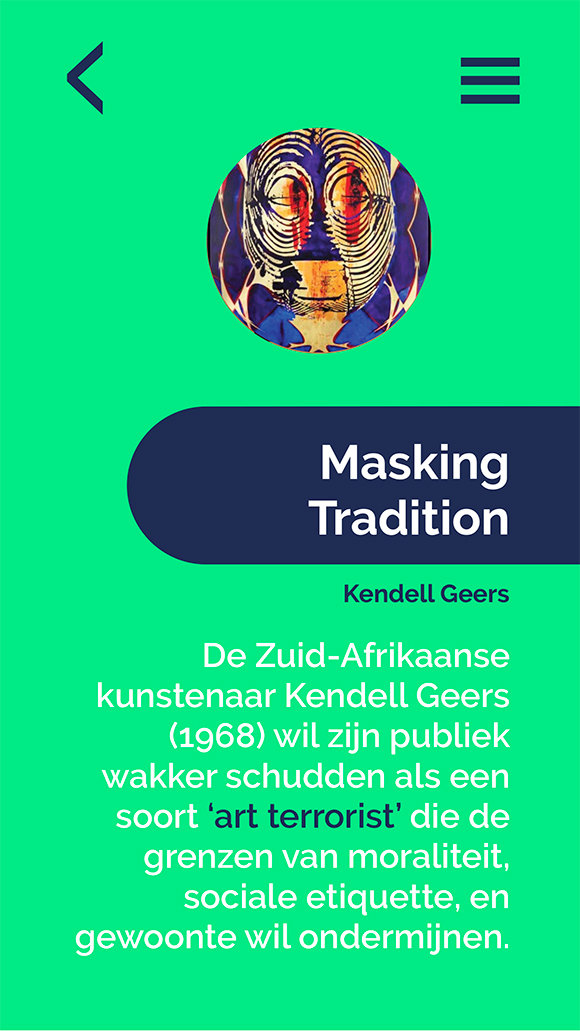 Masking
Tradition
Kendell Geers
De Zuid-Afrikaanse
kunstenaar Kendell Geers
(1968) wil zijn publiek
wakker schudden als een
soort ‘art terrorist’ die de
grenzen van moraliteit,
sociale etiquette, en
gewoonte wil ondermijnen.